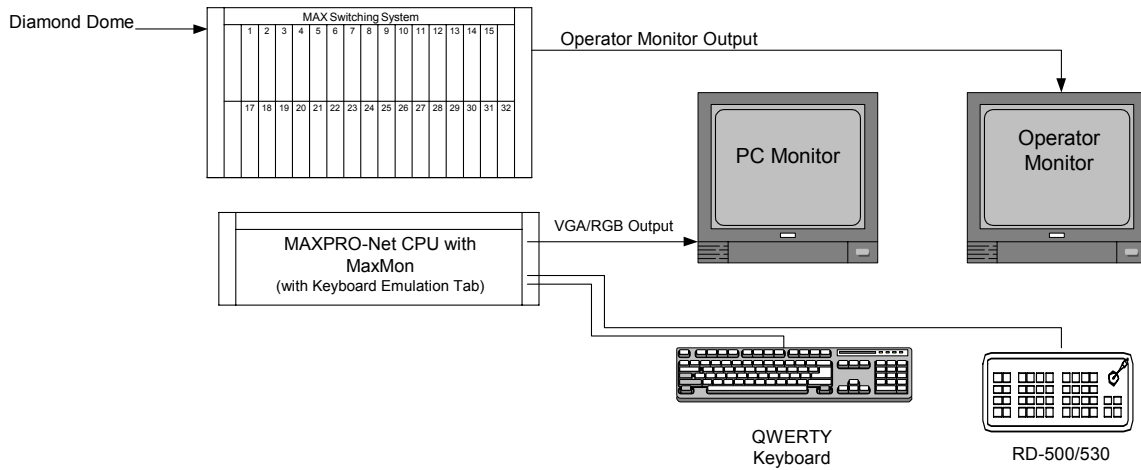 Diamond Dome
MAX Switching System
1 2 3 4 5 6 7 8 9 10 11 12 13 14 15
17 18 19 20 21 22 23 24 25 26 27 28 29 30 31 32
Operator Monitor Output
PC Monitor
Operator
Monitor
MAXPRO-Net CPU with
MaxMon
(with Keyboard Emulation Tab)
VGA/RGB Output
QWERTY
Keyboard
RD-500/530